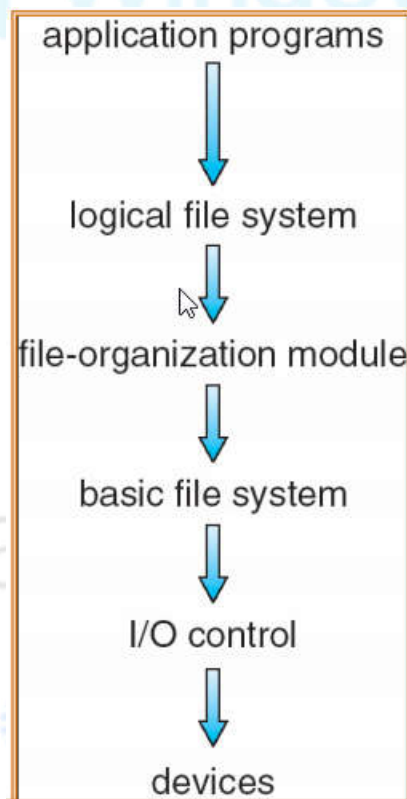 application programs
logical file system
file-organization module
basic file system
I/O control
devices